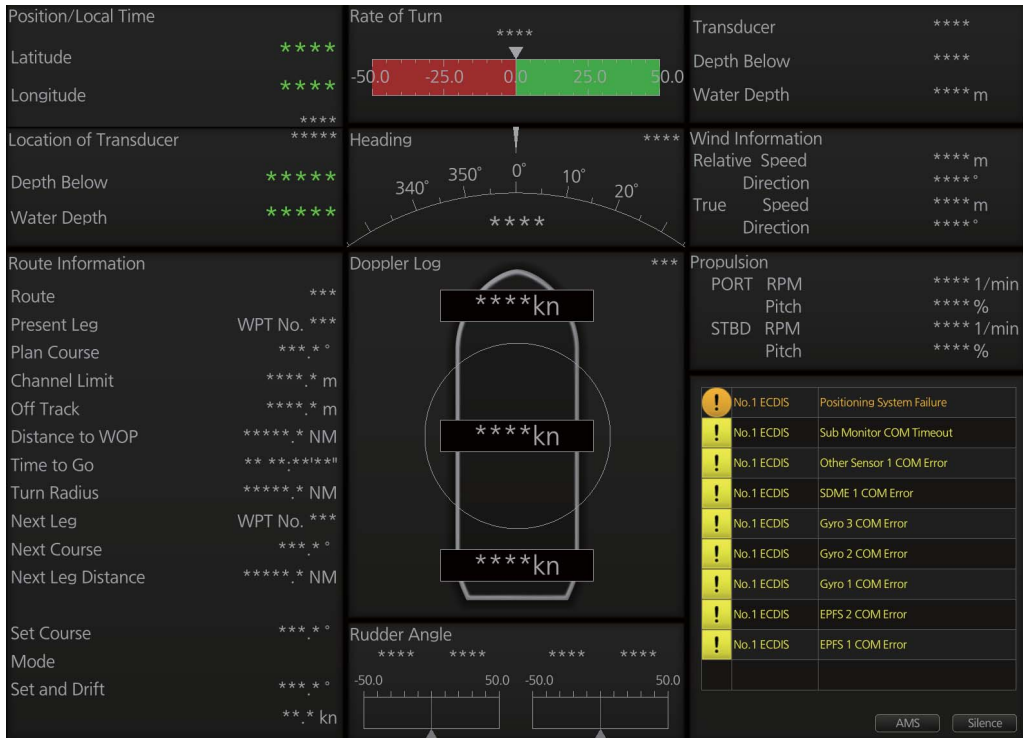 Position/Local Time
Latitude ****
Longitude ****
****
Location of Transducer *****
Depth Below *****
Water Depth *****
Route Information
Route ***
Present Leg WPT No. ***
Plan Course ***.* °
Channel Limit ****.* m
Off Track ****.* m
Distance to WOP *****.* NM
Time to Go ** **:**'**"
Turn Radius *****.* NM
Next Leg WPT No. ***
Next Course ***.* °
Next Leg Distance *****.* NM
Set Course ***.* °
Mode
Set and Drift ***.* °
**.* kn
Rate of Turn
****
-50.0 -25.0 0.0 25.0 50.0
Heading ****
340° 350° 0° 10° 20°
****
Doppler Log ***
****kn
****kn
****kn
Rudder Angle
**** **** **** ****
-50.0 50.0 -50.0 50.0
Transducer ****
Depth Below ****
Water Depth **** m
Wind Information
Relative Speed **** m
Direction **** °
True Speed **** m
Direction **** °
Propulsion
PORT RPM **** 1/min
Pitch **** %
STBD RPM **** 1/min
Pitch **** %
! No.1 ECDIS Positioning System Failure
! No.1 ECDIS Sub Monitor COM Timeout
! No.1 ECDIS Other Sensor 1 COM Error
! No.1 ECDIS SDME 1 COM Error
! No.1 ECDIS Gyro 3 COM Error
! No.1 ECDIS Gyro 2 COM Error
! No.1 ECDIS Gyro 1 COM Error
! No.1 ECDIS EPFS 2 COM Error
! No.1 ECDIS EPFS 1 COM Error
AMS Silence